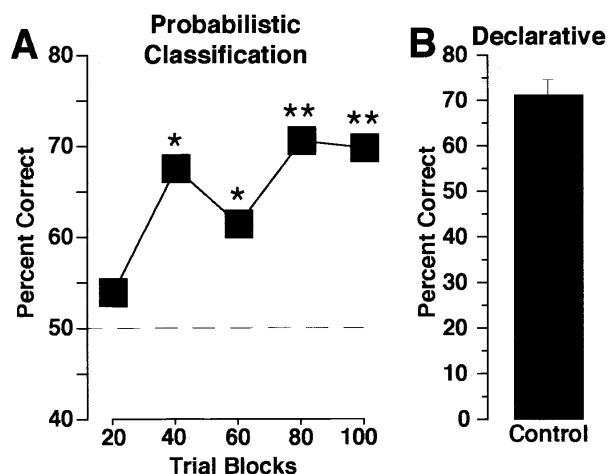 A
Probabilistic
Classification
Percent Correct
80
70
60
50
40
*
*
**
**
20 40 60 80 100
Trial Blocks
B
Declarative
Percent Correct
80
70
60
50
40
30
20
10
0
Control